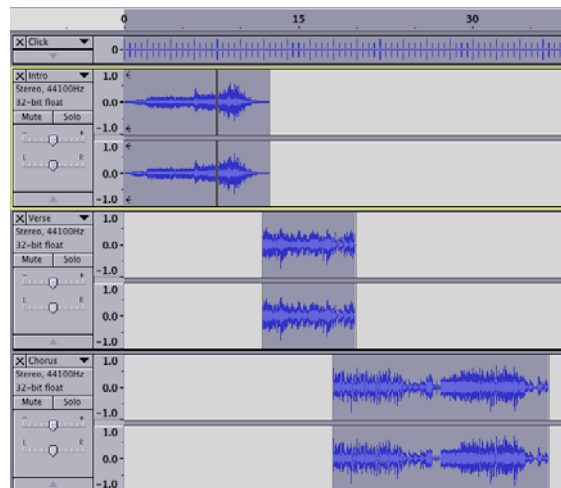 0 15 30
Click
0-
Intro
Stereo, 44100Hz
32-bit float
Mute Solo
- +
L R
1.0
0.0-
-1.0
1.0
0.0-
-1.0
Verse
Stereo, 44100Hz
32-bit float
Mute Solo
- +
L R
1.0
0.0-
-1.0
1.0
0.0-
-1.0
Chorus
Stereo, 44100Hz
32-bit float
Mute Solo
- +
L R
1.0
0.0-
-1.0
1.0
0.0-
-1.0